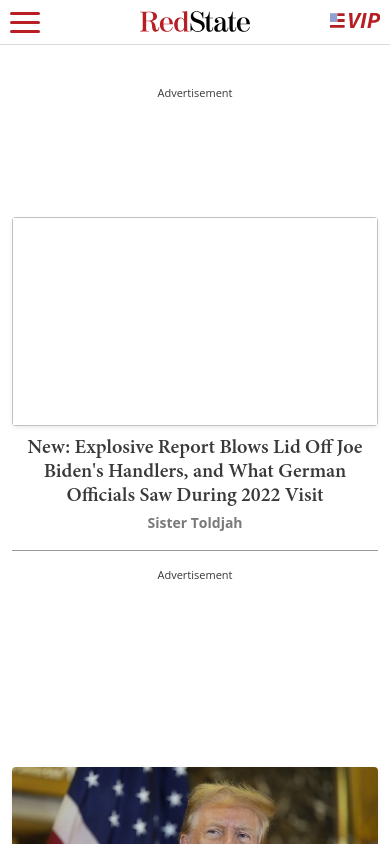 RedState
VIP
Advertisement
New: Explosive Report Blows Lid Off Joe
Biden's Handlers, and What German
Officials Saw During 2022 Visit
Sister Toldjah
Advertisement